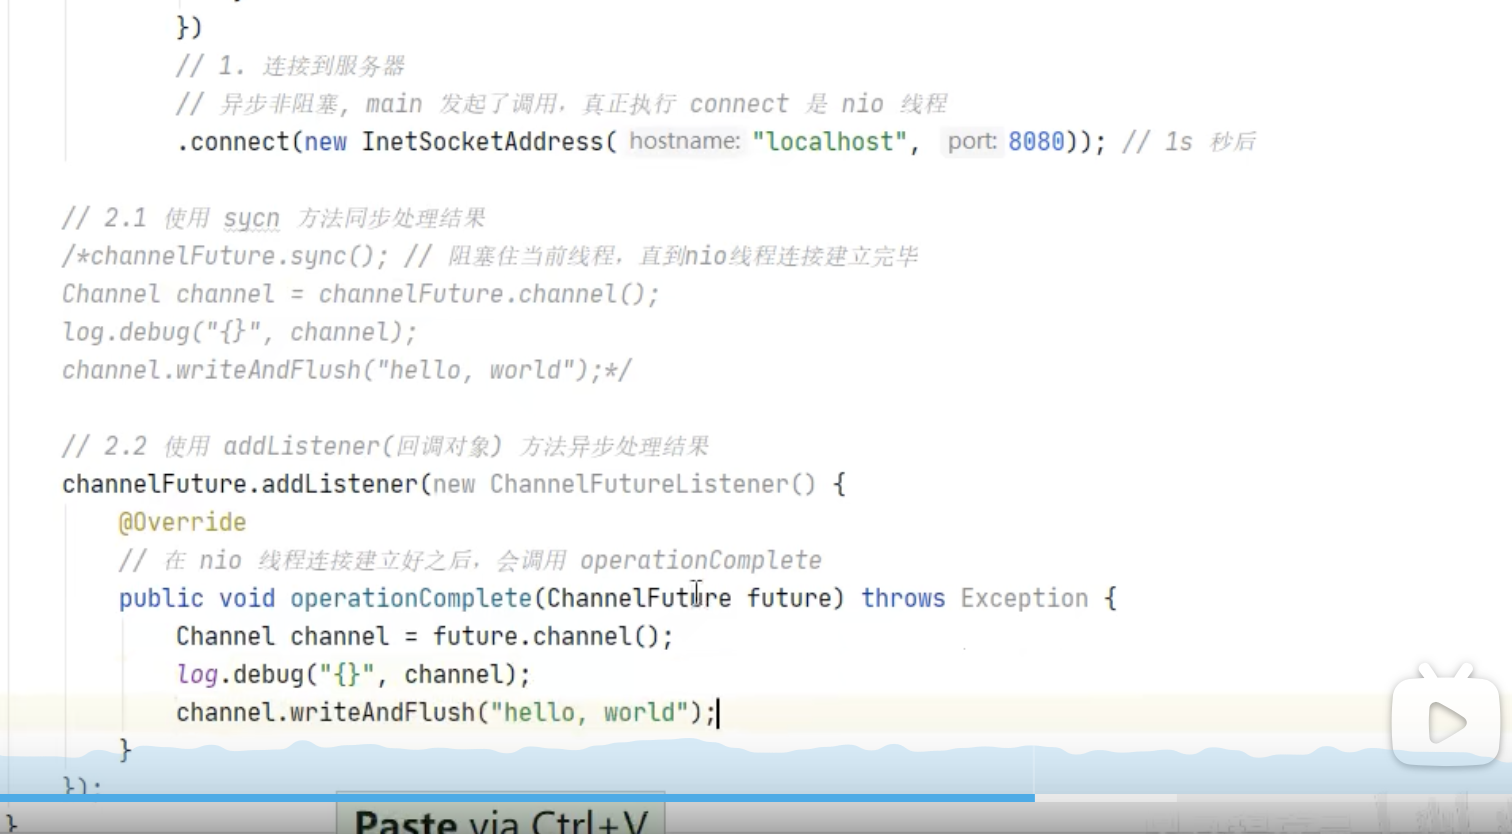 })
// 1. 连接到服务器
// 异步非阻塞, main 发起了调用，真正执行 connect 是 nio 线程
.connect(new InetSocketAddress( hostname: "localhost", port: 8080)); // 1s 秒后
// 2.1 使用 sycn 方法同步处理结果
/*channelFuture.sync(); // 阻塞住当前线程，直到nio线程连接建立完毕
Channel channel = channelFuture.channel();
log.debug("{}", channel);
channel.writeAndFlush("hello, world");*/
// 2.2 使用 addListener(回调对象) 方法异步处理结果
channelFuture.addListener(new ChannelFutureListener() {
@Override
// 在 nio 线程连接建立好之后，会调用 operationComplete
public void operationComplete(ChannelFuture future) throws Exception {
Channel channel = future.channel();
log.debug("{}", channel);
channel.writeAndFlush("hello, world");
}
});
}
Paste via Ctrl+V